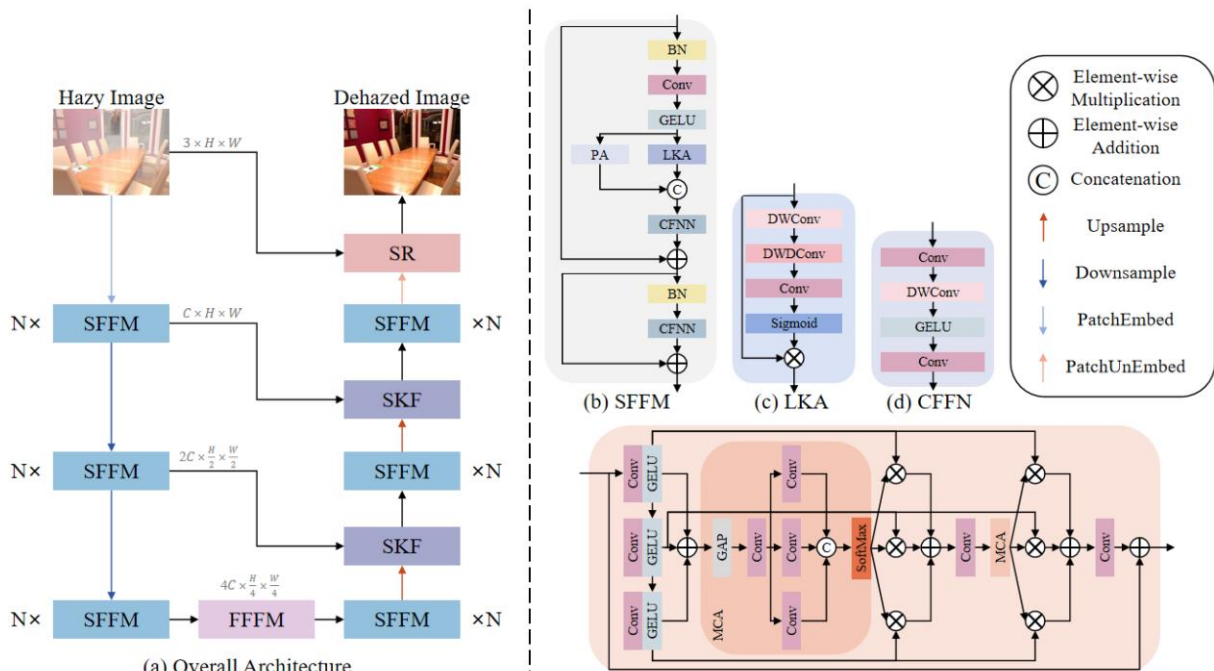 Hazy Image
Dehazed Image
3 × H × W
SR
N×
SFFM
C × H × W
SFFM
×N
SKF
N×
SFFM
2C × H/2 × W/2
SFFM
×N
SKF
4C × H/4 × W/4
N×
SFFM
FFFM
SFFM
×N
(a) Overall Architecture
BN
Conv
GELU
PA
LKA
C
CFNN
BN
CFNN
(b) SFFM
DWConv
DWDConv
Conv
Sigmoid
(c) LKA
Conv
DWConv
GELU
Conv
(d) CFFN
Element-wise
Multiplication
Element-wise
Addition
C
Concatenation
Upsample
Downsample
PatchEmbed
PatchUnEmbed
Conv
GELU
Conv
GELU
Conv
GELU
GAP
Conv
Conv
Conv
Conv
C
MCA
SoftMax
Conv
MCA
Conv